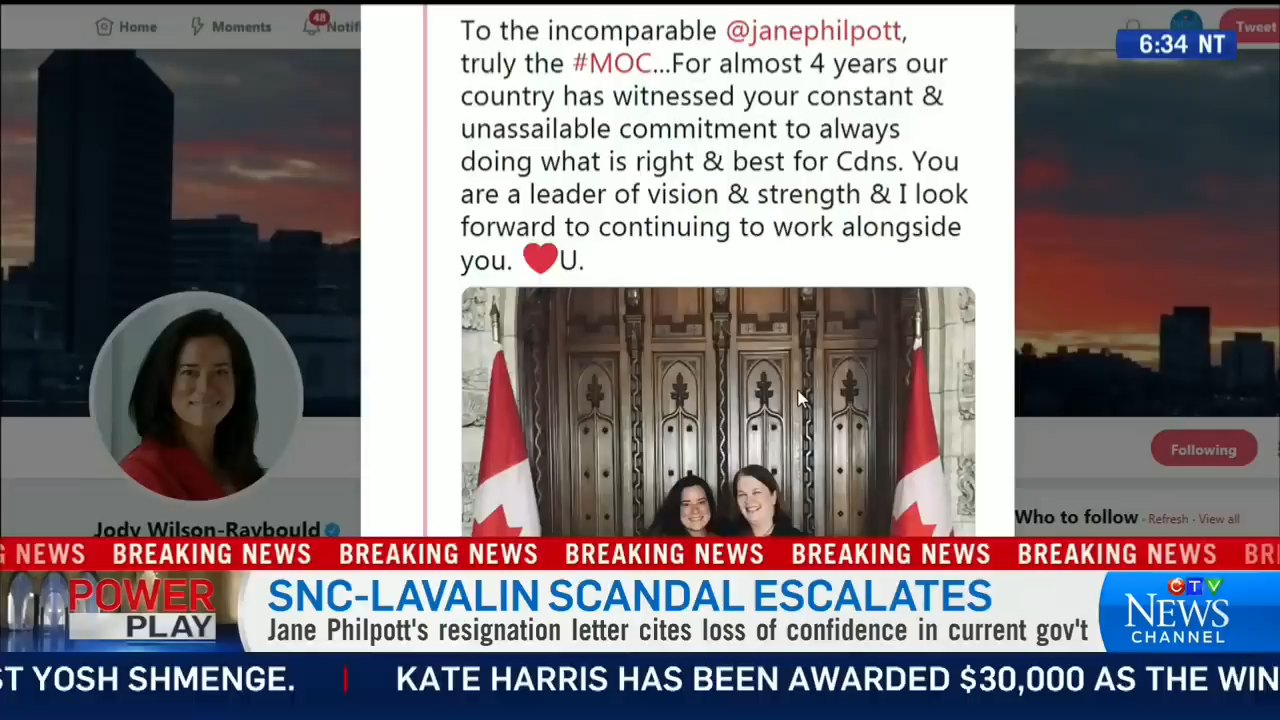 Home
Moments
48
Notifi
Tweet
6:34 NT
To the incomparable @janephilpott,
truly the #MOC...For almost 4 years our
country has witnessed your constant &
unassailable commitment to always
doing what is right & best for Cdns. You
are a leader of vision & strength & I look
forward to continuing to work alongside
you. ❤️U.
Following
Jody Wilson-Raybould
Who to follow · Refresh · View all
G NEWS BREAKING NEWS BREAKING NEWS BREAKING NEWS BREAKING NEWS BREAKING NEWS BR
POWER
PLAY
SNC-LAVALIN SCANDAL ESCALATES
Jane Philpott's resignation letter cites loss of confidence in current gov't
CTV
NEWS
CHANNEL
ST YOSH SHMENGE. | KATE HARRIS HAS BEEN AWARDED $30,000 AS THE WIN